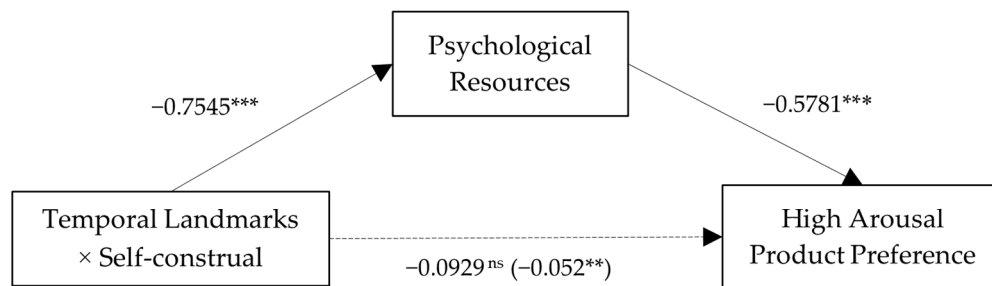 Psychological
Resources
−0.7545***
−0.5781***
Temporal Landmarks
× Self-construal
High Arousal
Product Preference
−0.0929 ns (−0.052**)